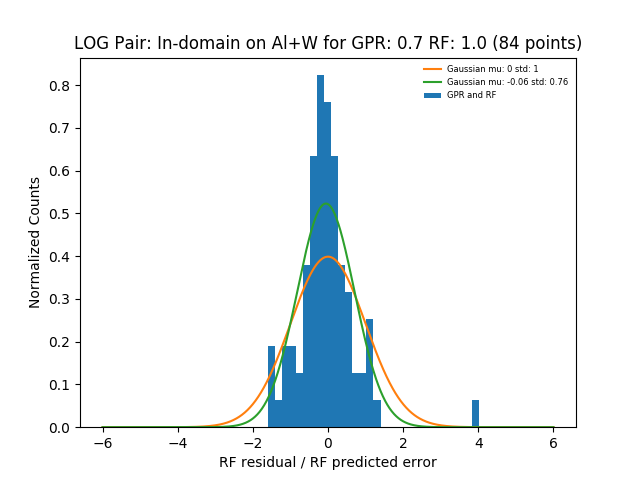 LOG Pair: In-domain on Al+W for GPR: 0.7 RF: 1.0 (84 points)
Gaussian mu: 0 std: 1
Gaussian mu: -0.06 std: 0.76
GPR and RF
Normalized Counts
0.8
0.7
0.6
0.5
0.4
0.3
0.2
0.1
0.0
−6 −4 −2 0 2 4 6
RF residual / RF predicted error